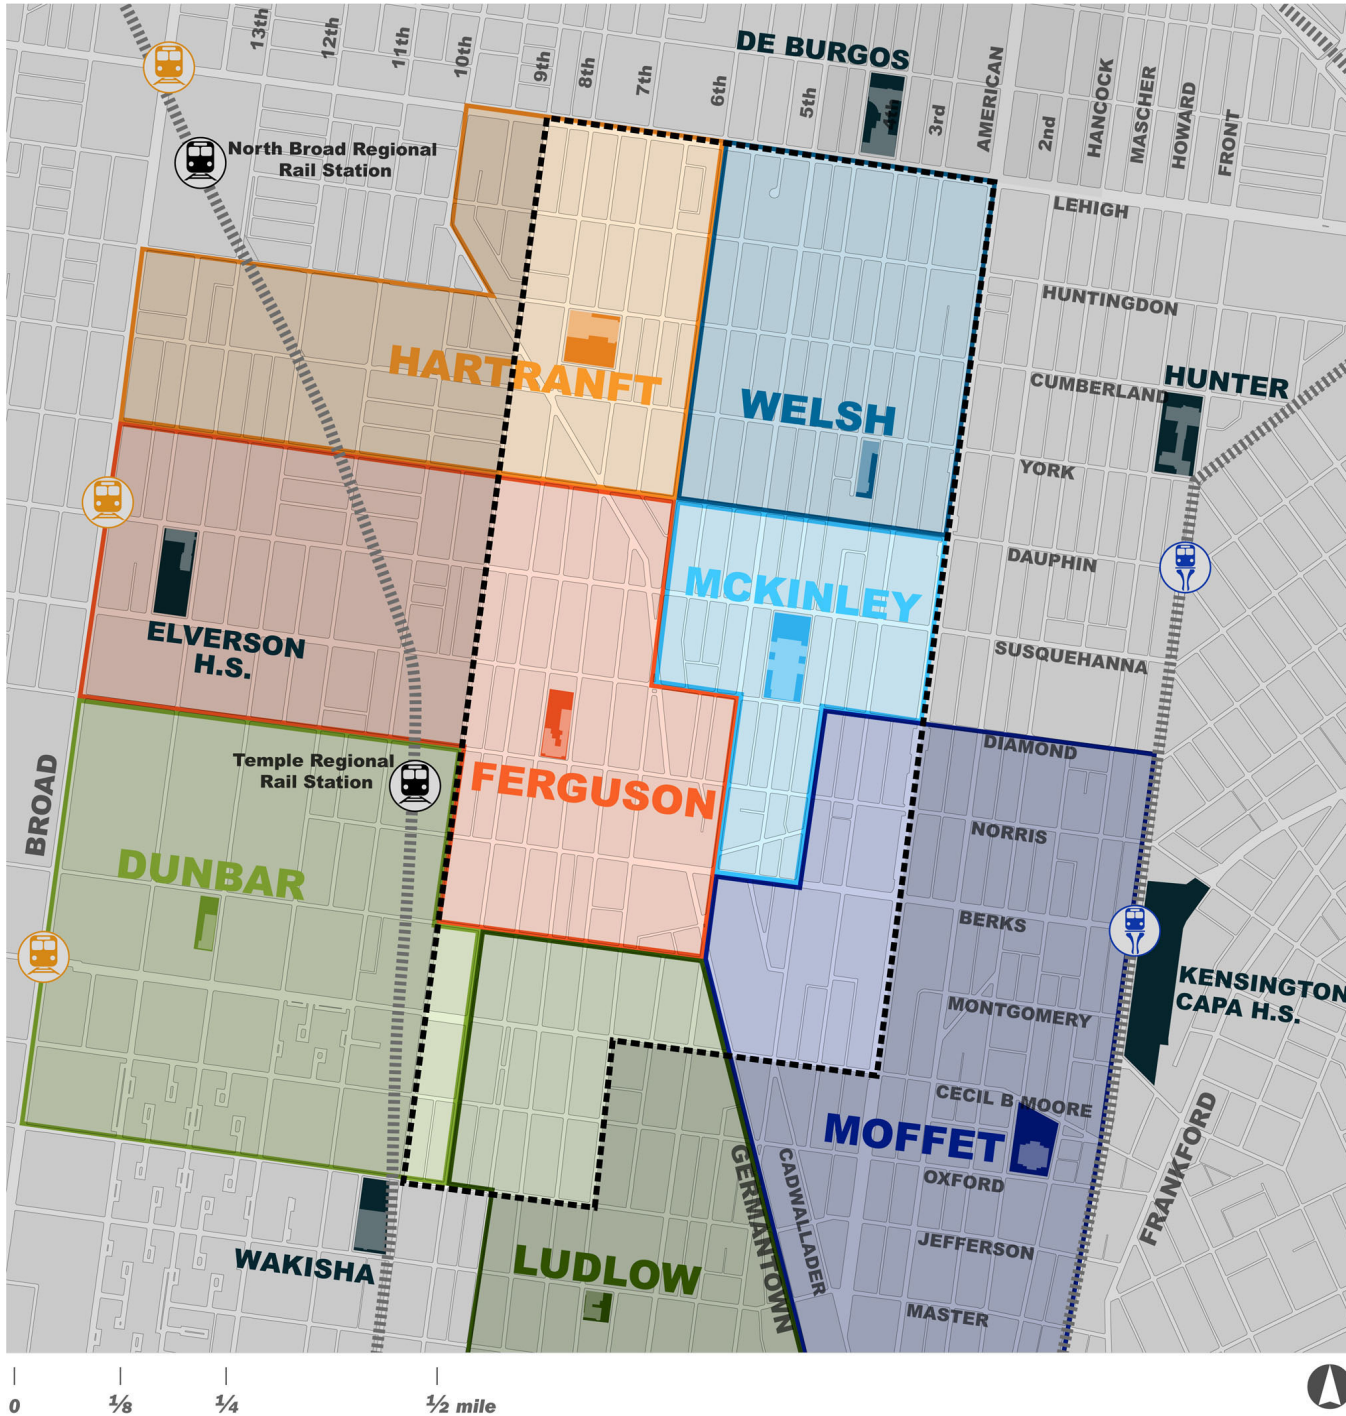 13th
12th
11th
10th
9th
8th
7th
6th
5th
4th
3rd
AMERICAN
2nd
HANCOCK
MASCHER
HOWARD
FRONT
DE BURGOS
North Broad Regional
Rail Station
LEHIGH
HUNTINGDON
CUMBERLAND
HUNTER
HARTRANFT
WELSH
YORK
DAUPHIN
MCKINLEY
ELVERSON
H.S.
SUSQUEHANNA
DIAMOND
Temple Regional
Rail Station
FERGUSON
BROAD
NORRIS
DUNBAR
BERKS
KENSINGTON
CAPA H.S.
MONTGOMERY
CECIL B MOORE
MOFFET
OXFORD
FRANKFORD
GERMANTOWN
CADWALLADER
JEFFERSON
WAKISHA
LUDLOW
MASTER
0
⅛
¼
½ mile